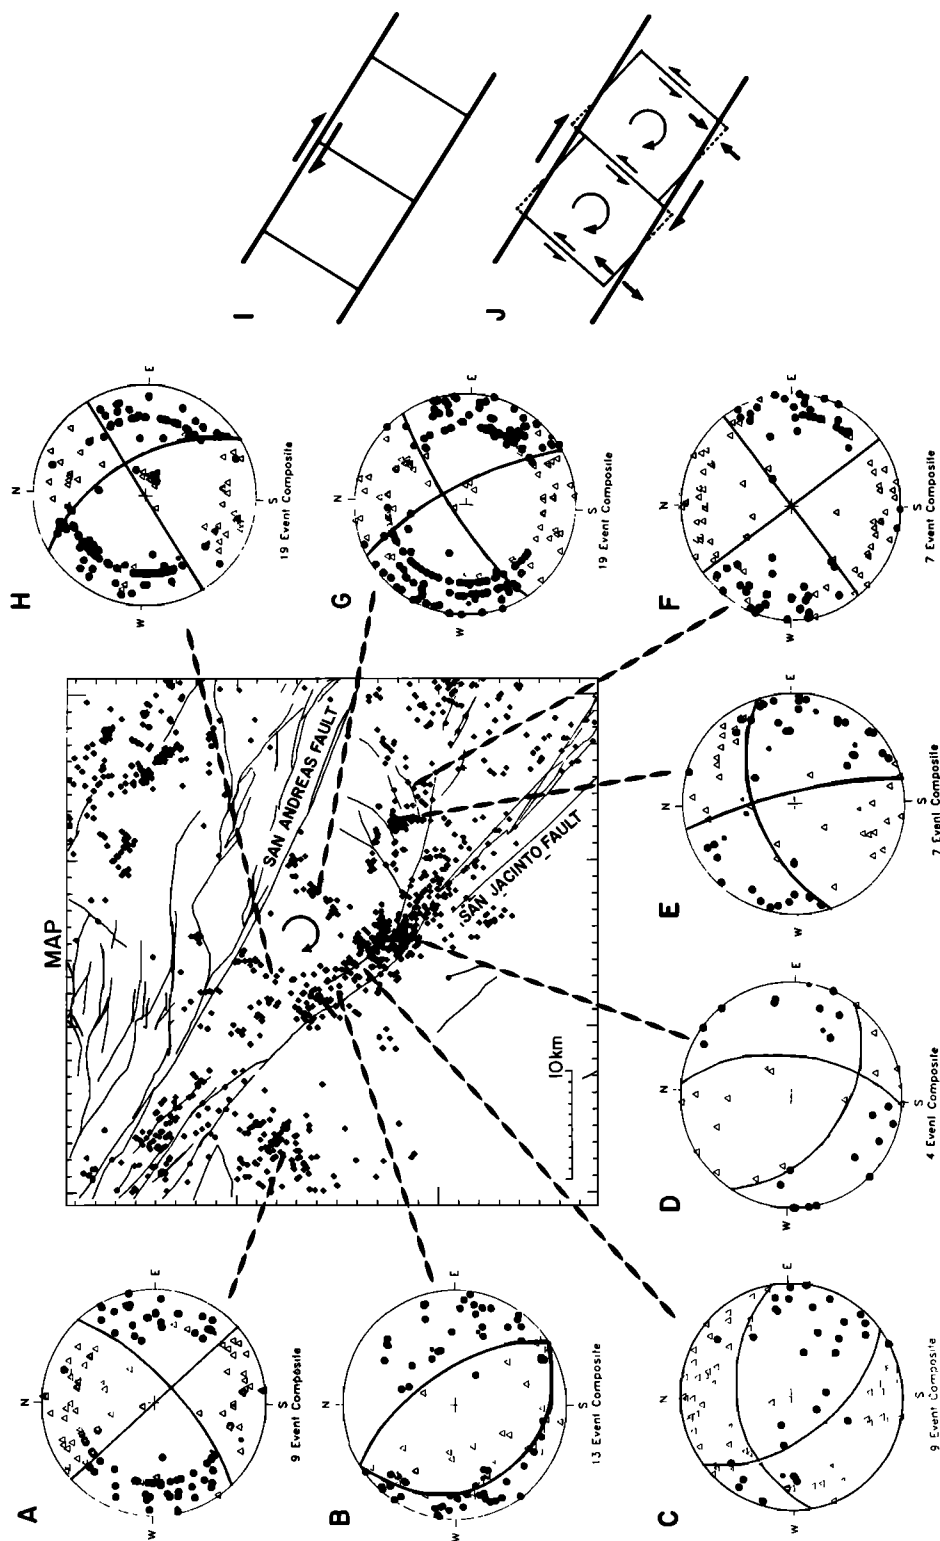 A
N
E
S
W
9 Event Composite
B
N
E
S
W
13 Event Composite
C
N
E
S
W
9 Event Composite
D
N
E
S
W
4 Event Composite
E
N
E
S
W
7 Event Composite
F
N
E
S
W
7 Event Composite
G
N
E
S
W
19 Event Composite
H
N
E
S
W
19 Event Composite
MAP
SAN ANDREAS FAULT
SAN JACINTO FAULT
10km
I
J